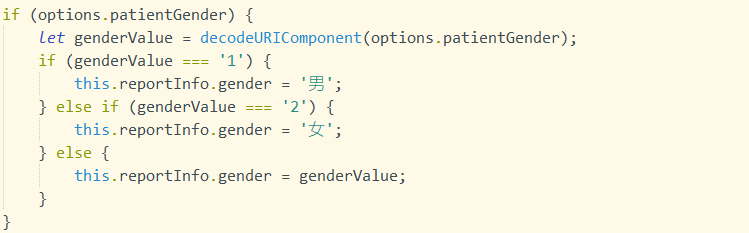 if (options.patientGender) {
    let genderValue = decodeURIComponent(options.patientGender);
    if (genderValue === '1') {
        this.reportInfo.gender = '男';
    } else if (genderValue === '2') {
        this.reportInfo.gender = '女';
    } else {
        this.reportInfo.gender = genderValue;
    }
}